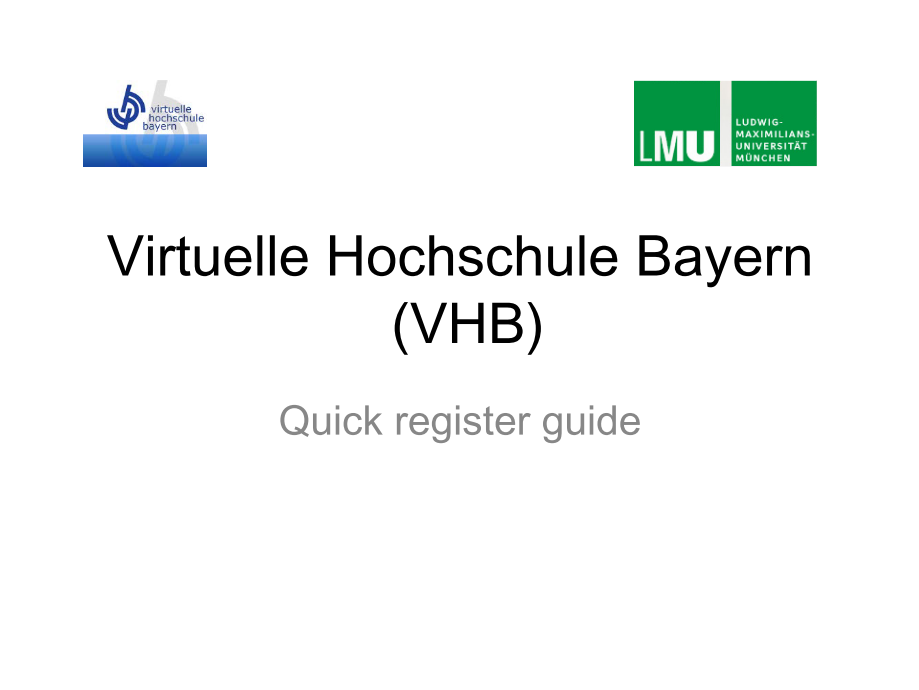 virtuelle
hochschule
bayern
LMU
LUDWIG-
MAXIMILIANS-
UNIVERSITÄT
MÜNCHEN
Virtuelle Hochschule Bayern
(VHB)
Quick register guide